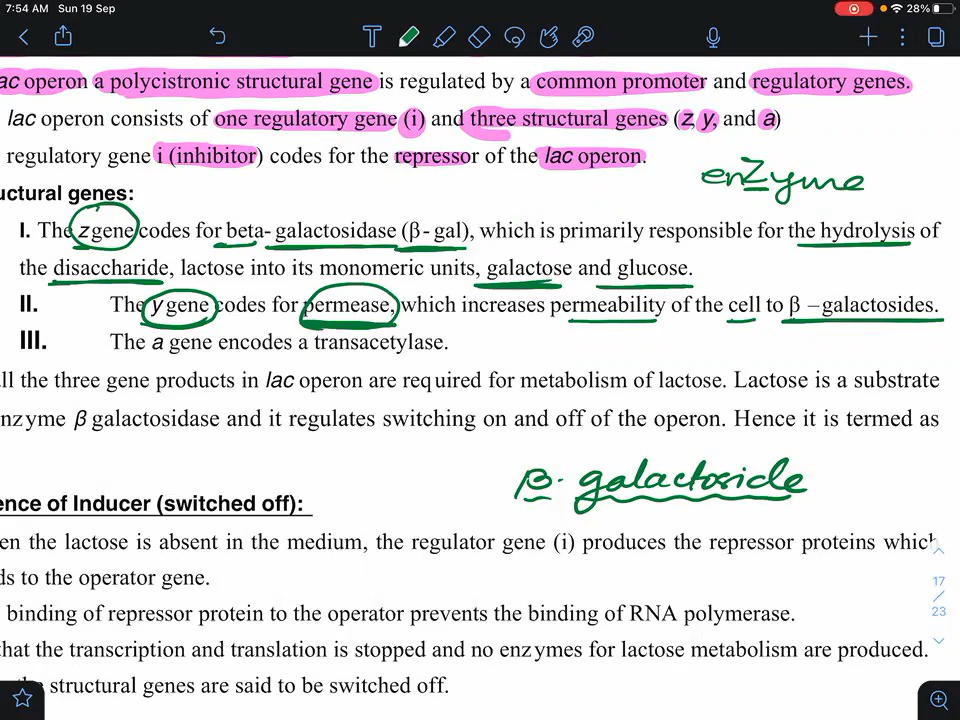 7:54 AM Sun 19 Sep 28%
ac operon a polycistronic structural gene is regulated by a common promoter and regulatory genes.
lac operon consists of one regulatory gene (i) and three structural genes (z, y, and a)
regulatory gene i (inhibitor) codes for the repressor of the lac operon.
enzyme
uctural genes:
I. The z gene codes for beta- galactosidase (β - gal), which is primarily responsible for the hydrolysis of
the disaccharide, lactose into its monomeric units, galactose and glucose.
II. The y gene codes for permease, which increases permeability of the cell to β – galactosides.
III. The a gene encodes a transacetylase.
ll the three gene products in lac operon are required for metabolism of lactose. Lactose is a substrate
nzyme β galactosidase and it regulates switching on and off of the operon. Hence it is termed as
β. galactoside
ence of Inducer (switched off):
en the lactose is absent in the medium, the regulator gene (i) produces the repressor proteins which
ds to the operator gene.
17
/
23
binding of repressor protein to the operator prevents the binding of RNA polymerase.
that the transcription and translation is stopped and no enzymes for lactose metabolism are produced.
the structural genes are said to be switched off.